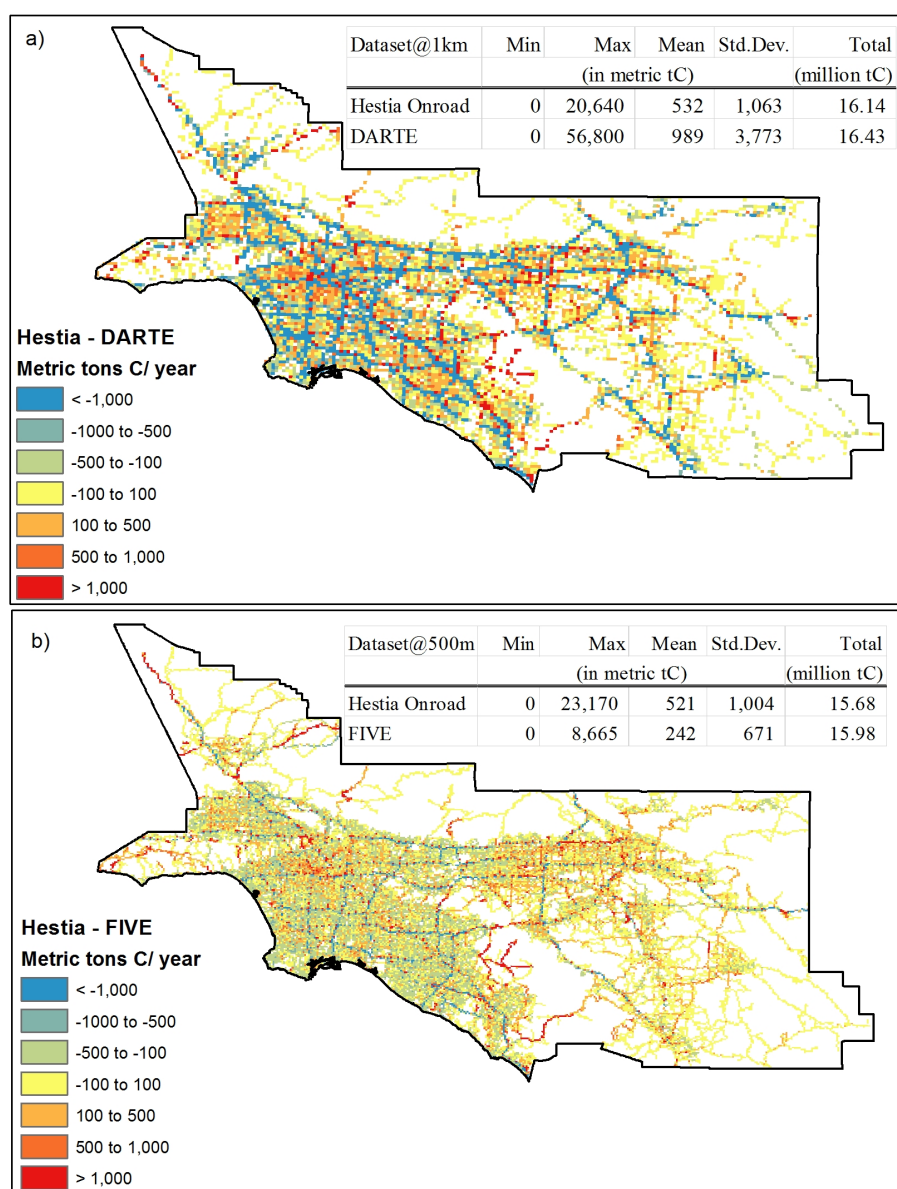 a)
Dataset@1km Min Max Mean Std.Dev. Total
(in metric tC) (million tC)
Hestia Onroad 0 20,640 532 1,063 16.14
DARTE 0 56,800 989 3,773 16.43
Hestia - DARTE
Metric tons C/ year
< -1,000
-1000 to -500
-500 to -100
-100 to 100
100 to 500
500 to 1,000
> 1,000
b)
Dataset@500m Min Max Mean Std.Dev. Total
(in metric tC) (million tC)
Hestia Onroad 0 23,170 521 1,004 15.68
FIVE 0 8,665 242 671 15.98
Hestia - FIVE
Metric tons C/ year
< -1,000
-1000 to -500
-500 to -100
-100 to 100
100 to 500
500 to 1,000
> 1,000